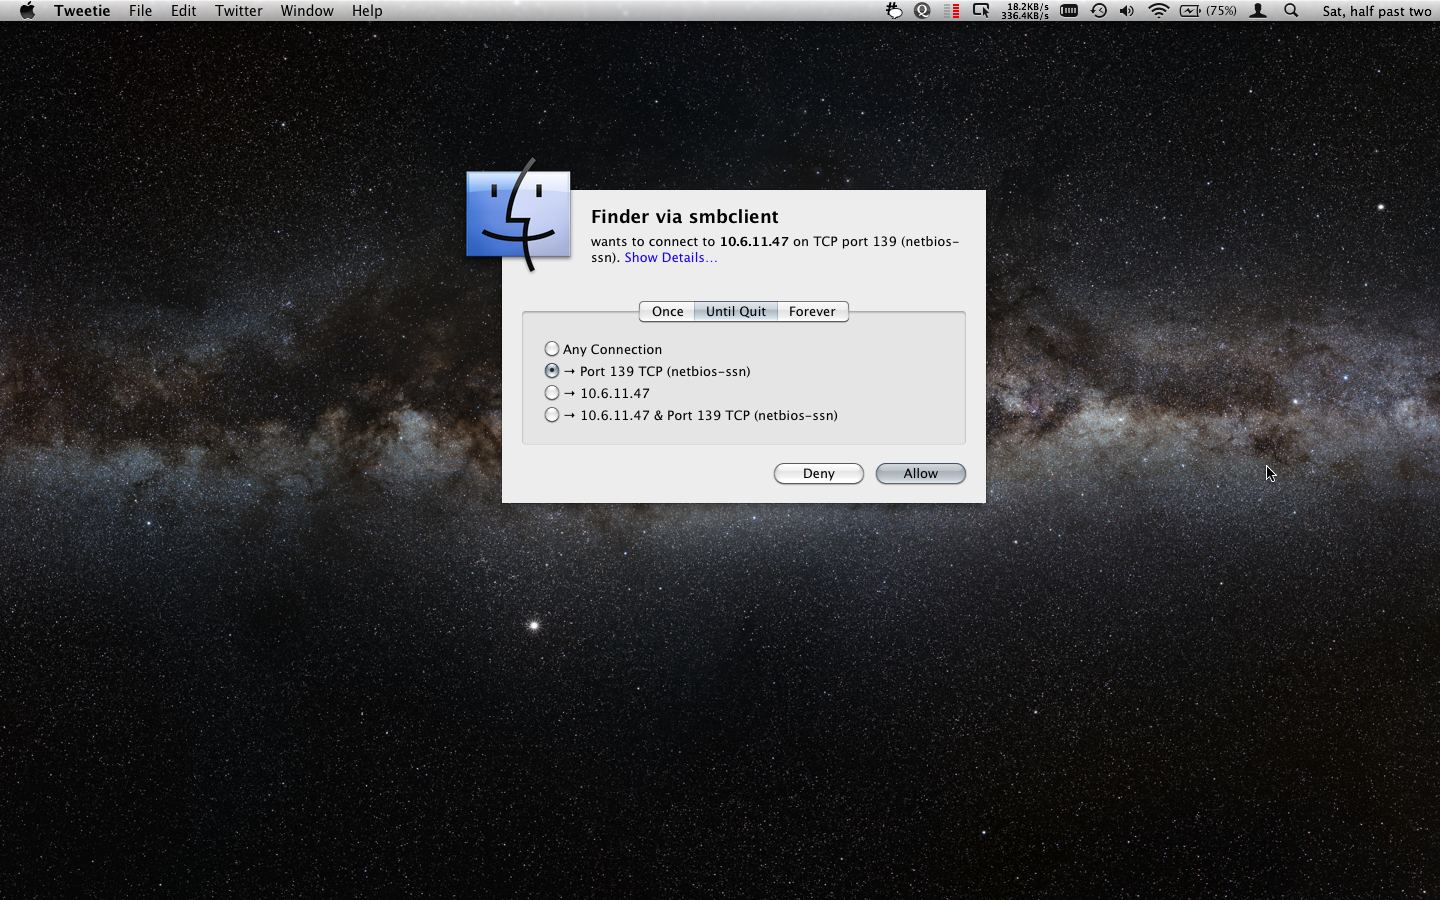 Tweetie File Edit Twitter Window Help
18.2KB/s
336.4KB/s
(75%) Sat, half past two
Finder via smbclient
wants to connect to 10.6.11.47 on TCP port 139 (netbios-
ssn). Show Details...
Once Until Quit Forever
Any Connection
→ Port 139 TCP (netbios-ssn)
→ 10.6.11.47
→ 10.6.11.47 & Port 139 TCP (netbios-ssn)
Deny Allow